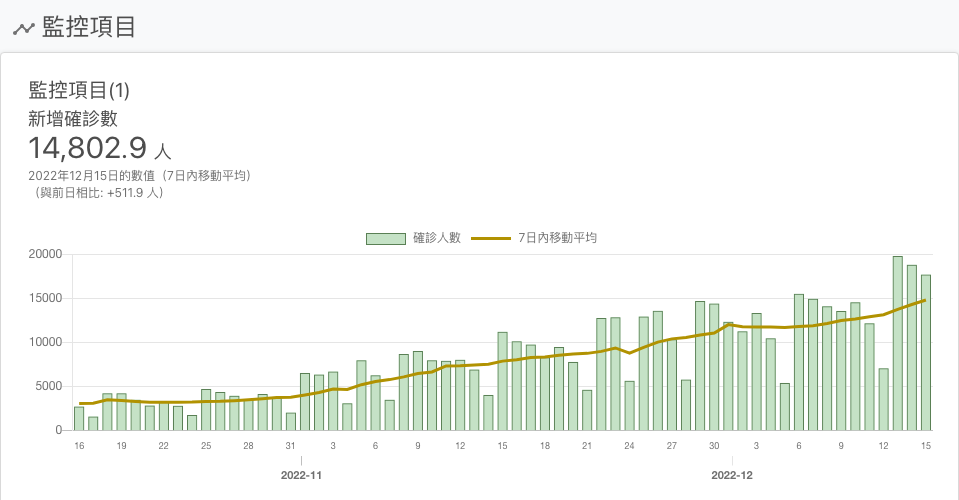 監控項目
監控項目(1)
新增確診數
14,802.9 人
2022年12月15日的數值（7日內移動平均）
（與前日相比: +511.9 人）
確診人數 7日內移動平均
20000
15000
10000
5000
0
16 19 22 25 28 31 3 6 9 12 15 18 21 24 27 30 3 6 9 12 15
2022-11 2022-12